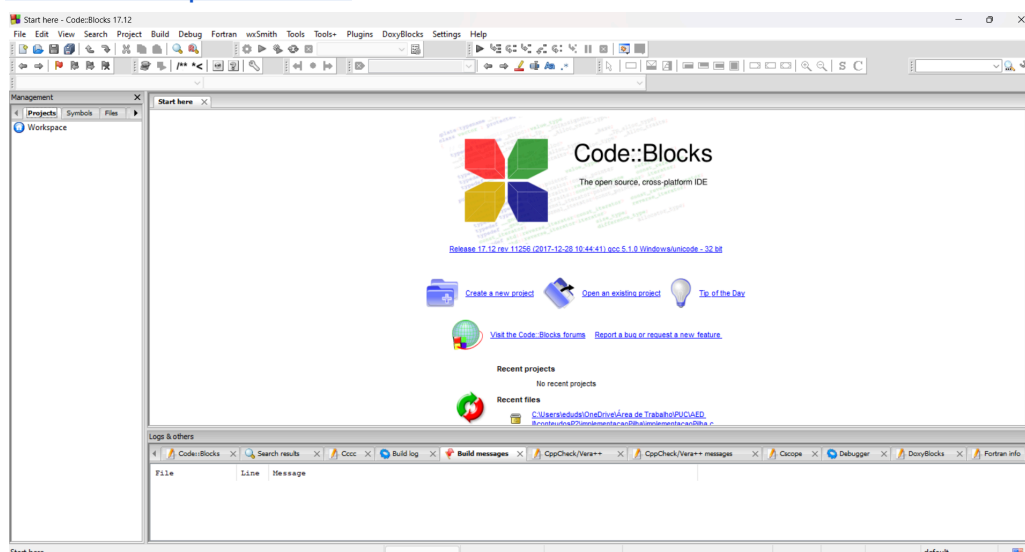 Start here - Code::Blocks 17.12
File Edit View Search Project Build Debug Fortran wxSmith Tools Tools+ Plugins DoxyBlocks Settings Help
/** *<
S C
Management
Projects Symbols Files
Workspace
Start here
Code::Blocks
The open source, cross-platform IDE
Release 17.12 rev 11256 (2017-12-28 10:44:41) gcc 5.1.0 Windows/unicode - 32 bit
Create a new project Open an existing project Tip of the Day
Visit the Code::Blocks forums Report a bug or request a new feature
Recent projects
No recent projects
Recent files
C:\Users\eduds\OneDrive\Área de Trabalho\PUC\AED
Logs & others
Code::Blocks Search results Cccc Build log Build messages CppCheck/Vera++ CppCheck/Vera++ messages Cscope Debugger DoxyBlocks Fortran info
File Line Message
Start here default